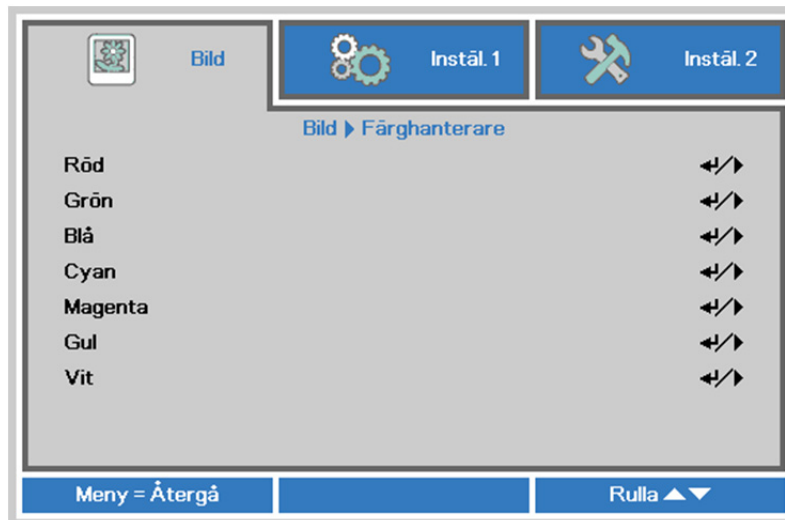 Bild Instäl. 1 Instäl. 2
Bild ▶ Färghanterare
Röd
Grön
Blå
Cyan
Magenta
Gul
Vit
Meny = Återgå Rulla ▲▼